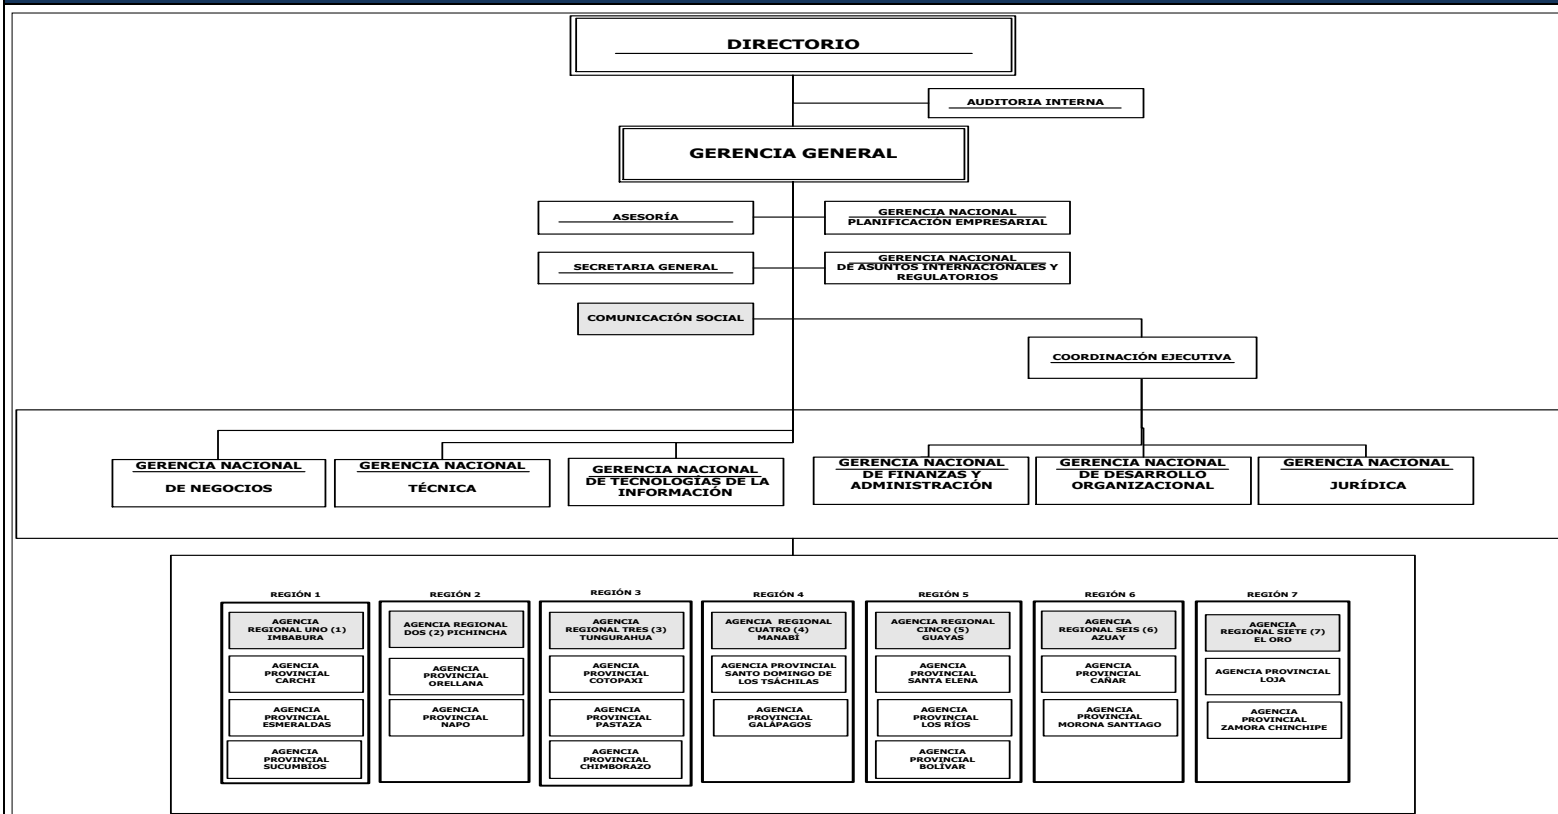 DIRECTORIO
AUDITORIA INTERNA
GERENCIA GENERAL
ASESORÍA
GERENCIA NACIONAL
PLANIFICACIÓN EMPRESARIAL
SECRETARIA GENERAL
GERENCIA NACIONAL
DE ASUNTOS INTERNACIONALES Y
REGULATORIOS
COMUNICACIÓN SOCIAL
COORDINACIÓN EJECUTIVA
GERENCIA NACIONAL
DE NEGOCIOS
GERENCIA NACIONAL
TÉCNICA
GERENCIA NACIONAL
DE TECNOLOGÍAS DE LA
INFORMACIÓN
GERENCIA NACIONAL
DE FINANZAS Y
ADMINISTRACIÓN
GERENCIA NACIONAL
DE DESARROLLO
ORGANIZACIONAL
GERENCIA NACIONAL
JURÍDICA
REGIÓN 1
AGENCIA
REGIONAL UNO (1)
IMBABURA
AGENCIA
PROVINCIAL
CARCHI
AGENCIA
PROVINCIAL
ESMERALDAS
AGENCIA
PROVINCIAL
SUCUMBÍOS
REGIÓN 2
AGENCIA REGIONAL
DOS (2) PICHINCHA
AGENCIA
PROVINCIAL
ORELLANA
AGENCIA
PROVINCIAL
NAPO
REGIÓN 3
AGENCIA
REGIONAL TRES (3)
TUNGURAHUA
AGENCIA
PROVINCIAL
COTOPAXI
AGENCIA
PROVINCIAL
PASTAZA
AGENCIA
PROVINCIAL
CHIMBORAZO
REGIÓN 4
AGENCIA REGIONAL
CUATRO (4)
MANABÍ
AGENCIA PROVINCIAL
SANTO DOMINGO DE
LOS TSÁCHILAS
AGENCIA
PROVINCIAL
GALÁPAGOS
REGIÓN 5
AGENCIA REGIONAL
CINCO (5)
GUAYAS
AGENCIA
PROVINCIAL
SANTA ELENA
AGENCIA
PROVINCIAL
LOS RÍOS
AGENCIA
PROVINCIAL
BOLÍVAR
REGIÓN 6
AGENCIA
REGIONAL SEIS (6)
AZUAY
AGENCIA
PROVINCIAL
CAÑAR
AGENCIA
PROVINCIAL
MORONA SANTIAGO
REGIÓN 7
AGENCIA
REGIONAL SIETE (7)
EL ORO
AGENCIA PROVINCIAL
LOJA
AGENCIA
PROVINCIAL
ZAMORA CHINCHIPE